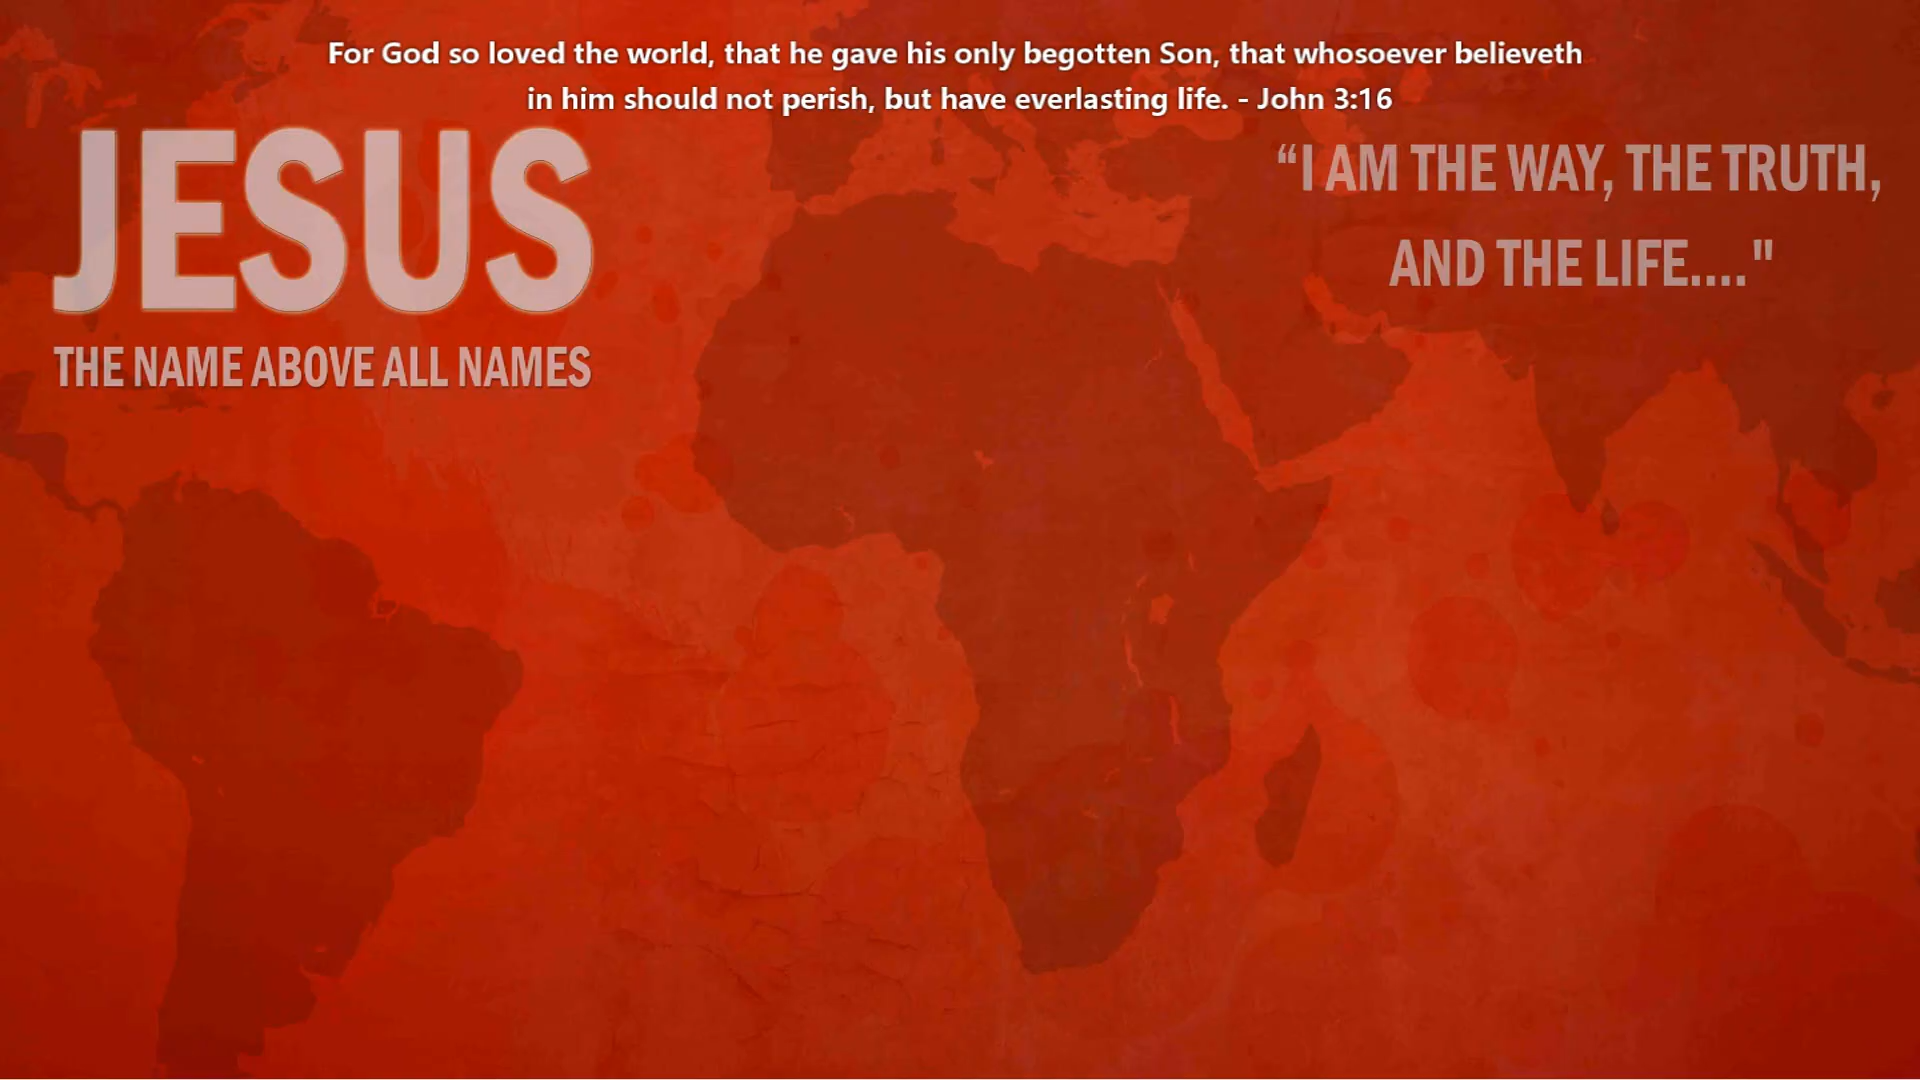 For God so loved the world, that he gave his only begotten Son, that whosoever believeth
in him should not perish, but have everlasting life. - John 3:16
JESUS
THE NAME ABOVE ALL NAMES
“I AM THE WAY, THE TRUTH,
AND THE LIFE...."